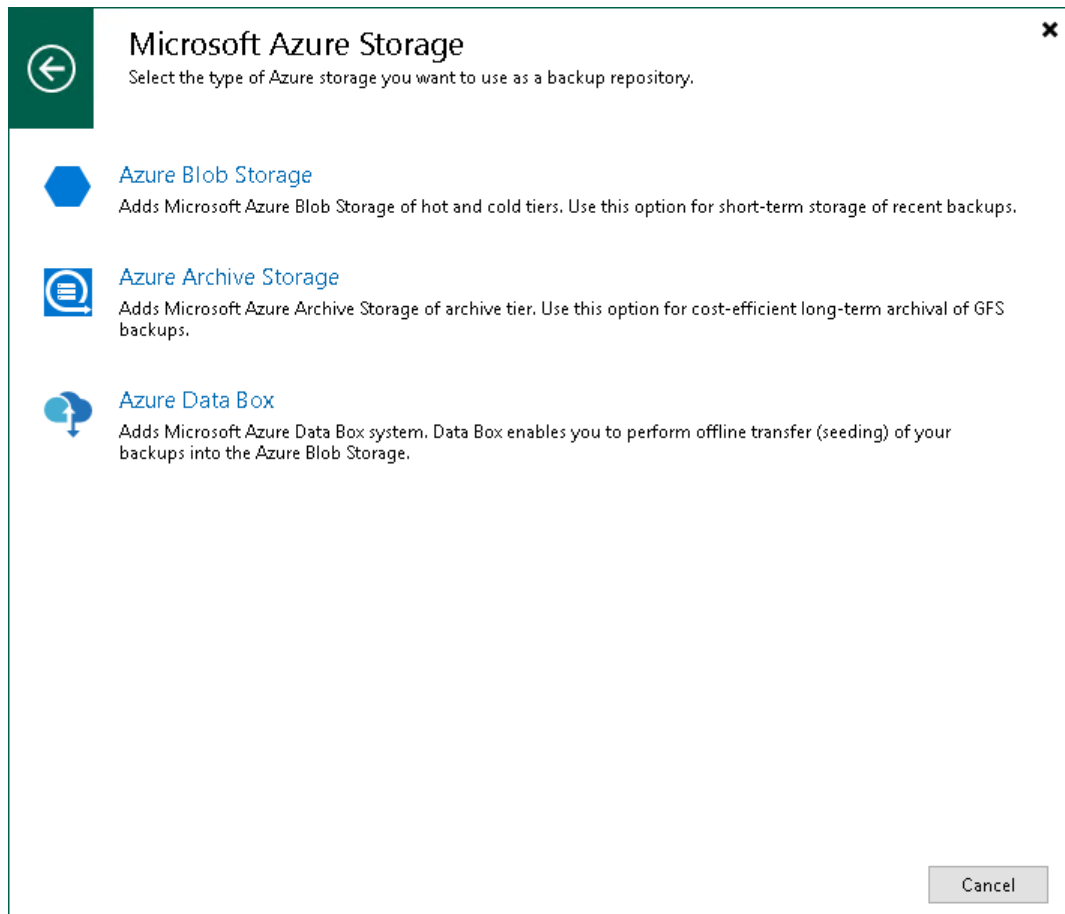 Microsoft Azure Storage
Select the type of Azure storage you want to use as a backup repository.
Azure Blob Storage
Adds Microsoft Azure Blob Storage of hot and cold tiers. Use this option for short-term storage of recent backups.
Azure Archive Storage
Adds Microsoft Azure Archive Storage of archive tier. Use this option for cost-efficient long-term archival of GFS
backups.
Azure Data Box
Adds Microsoft Azure Data Box system. Data Box enables you to perform offline transfer (seeding) of your
backups into the Azure Blob Storage.
Cancel